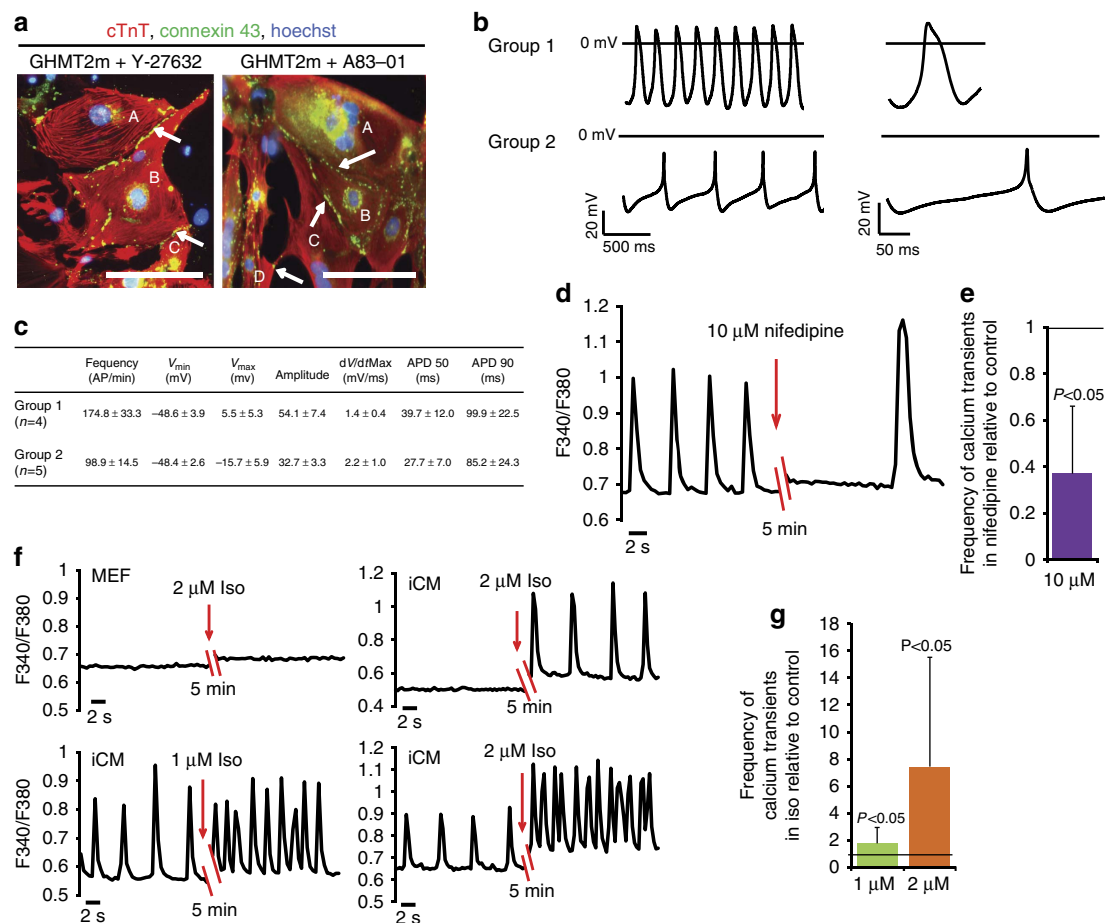 a
cTnT, connexin 43, hoechst
GHMT2m + Y-27632
GHMT2m + A83–01
A
B
C
A
B
C
D
b
Group 1
0 mV
Group 2
0 mV
20 mV
500 ms
20 mV
50 ms
c
Fequency (AP/min)
Vmin (mV)
Vmax (mv)
Amplitude
dV/dtMax (mV/ms)
APD 50 (ms)
APD 90 (ms)
Group 1 (n=4)
174.8 ± 33.3
–48.6 ± 3.9
5.5 ± 5.3
54.1 ± 7.4
1.4 ± 0.4
39.7 ± 12.0
99.9 ± 22.5
Group 2 (n=5)
98.9 ± 14.5
–48.4 ± 2.6
–15.7 ± 5.9
32.7 ± 3.3
2.2 ± 1.0
27.7 ± 7.0
85.2 ± 24.3
d
F340/F380
1.2
1.1
1.0
0.9
0.8
0.7
0.6
10 μM nifedipine
5 min
2 s
e
Frequency of calcium transients
in nifedipine relative to control
1
0.8
0.6
0.4
0.2
0
P<0.05
10 μM
f
F340/F380
1
0.9
0.8
0.7
0.6
0.5
MEF
2 μM Iso
5 min
2 s
1.2
1
0.8
0.6
0.4
iCM
2 μM Iso
5 min
2 s
F340/F380
1
0.9
0.8
0.7
0.6
0.5
iCM
1 μM Iso
5 min
2 s
1.2
1.1
1
0.9
0.8
0.7
0.6
0.5
iCM
2 μM Iso
5 min
2 s
g
Frequency of
calcium transients
in iso relative to control
18
16
14
12
10
8
6
4
2
0
P<0.05
P<0.05
1 μM
2 μM